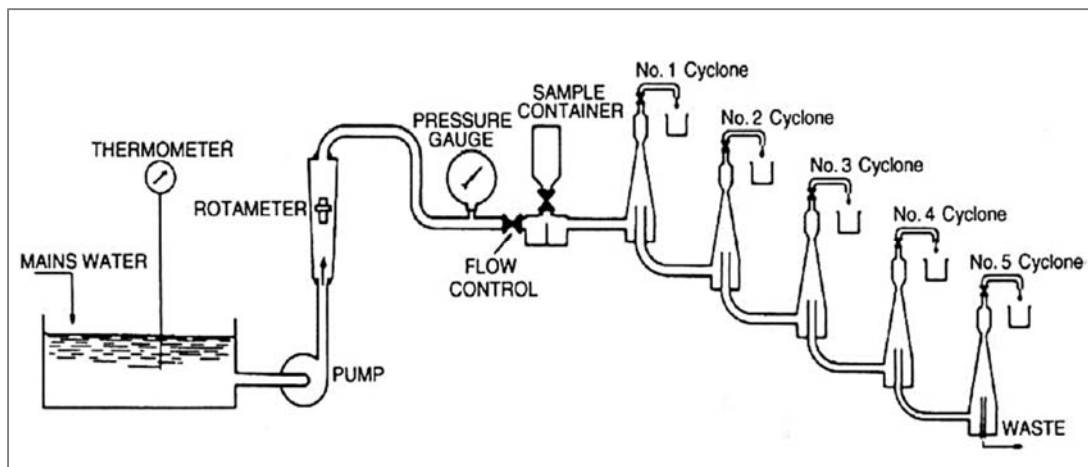 No. 1 Cyclone
SAMPLE
CONTAINER
No. 2 Cyclone
PRESSURE
GAUGE
THERMOMETER
No. 3 Cyclone
ROTAMETER
No. 4 Cyclone
MAINS WATER
FLOW
CONTROL
No. 5 Cyclone
PUMP
WASTE